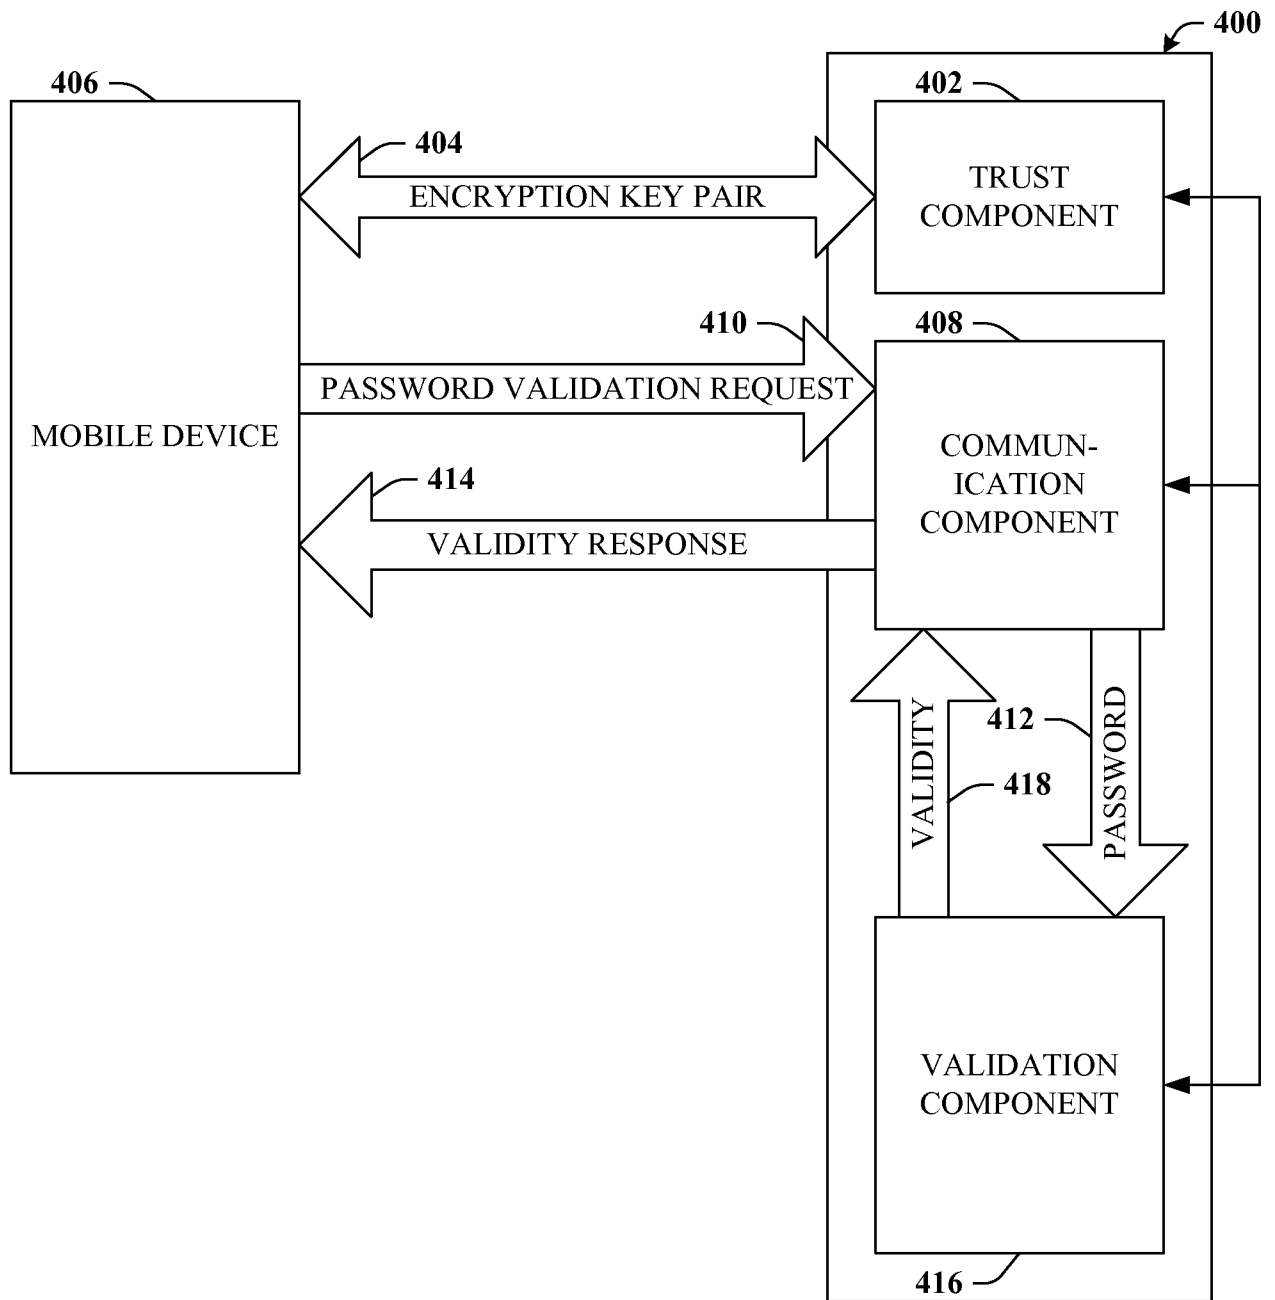 400
406
402
404
ENCRYPTION KEY PAIR
TRUST
COMPONENT
410
408
PASSWORD VALIDATION REQUEST
MOBILE DEVICE
COMMUN-
ICATION
COMPONENT
414
VALIDITY RESPONSE
412
VALIDITY
PASSWORD
418
VALIDATION
COMPONENT
416